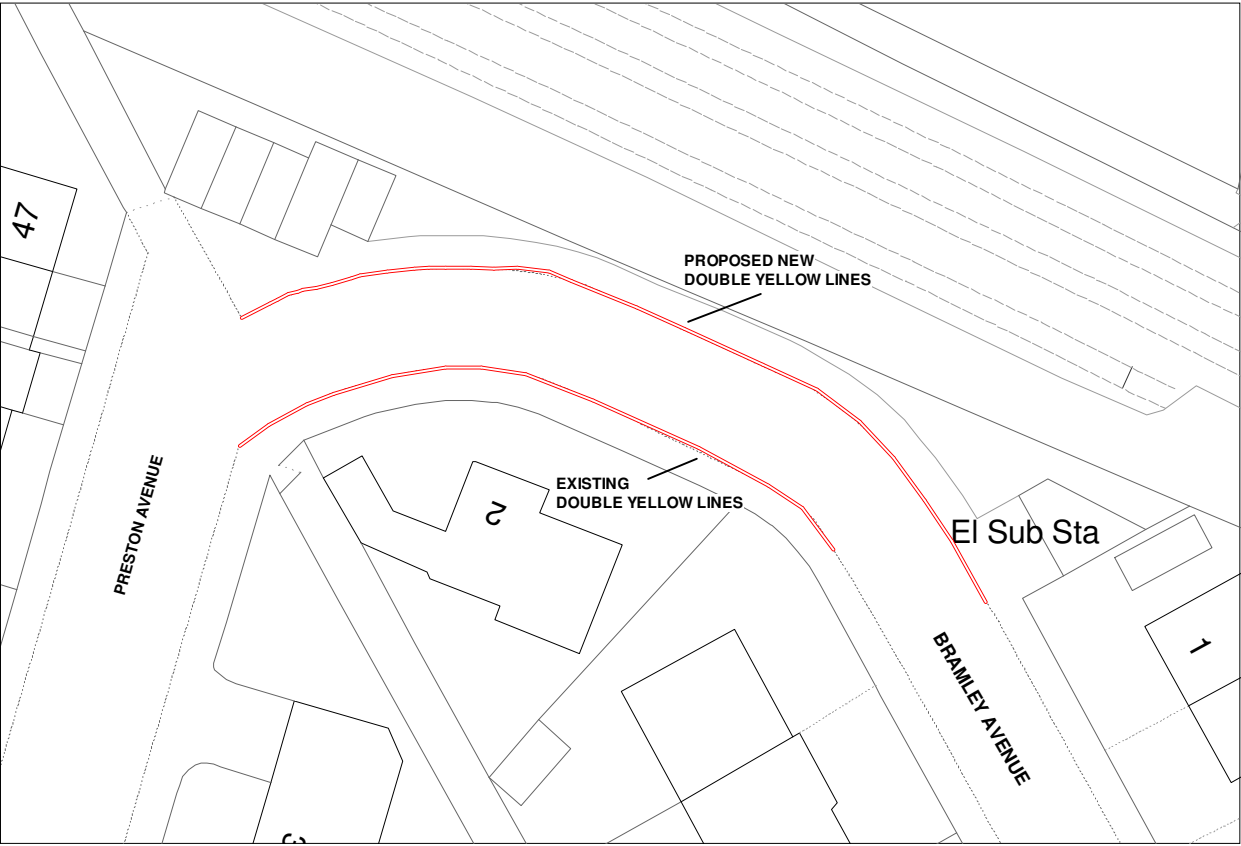 47
PROPOSED NEW
DOUBLE YELLOW LINES
EXISTING
DOUBLE YELLOW LINES
2
El Sub Sta
PRESTON AVENUE
BRAMLEY AVENUE
1
3